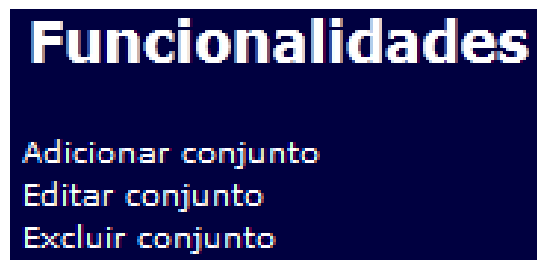 Funcionalidades
Adicionar conjunto
Editar conjunto
Excluir conjunto